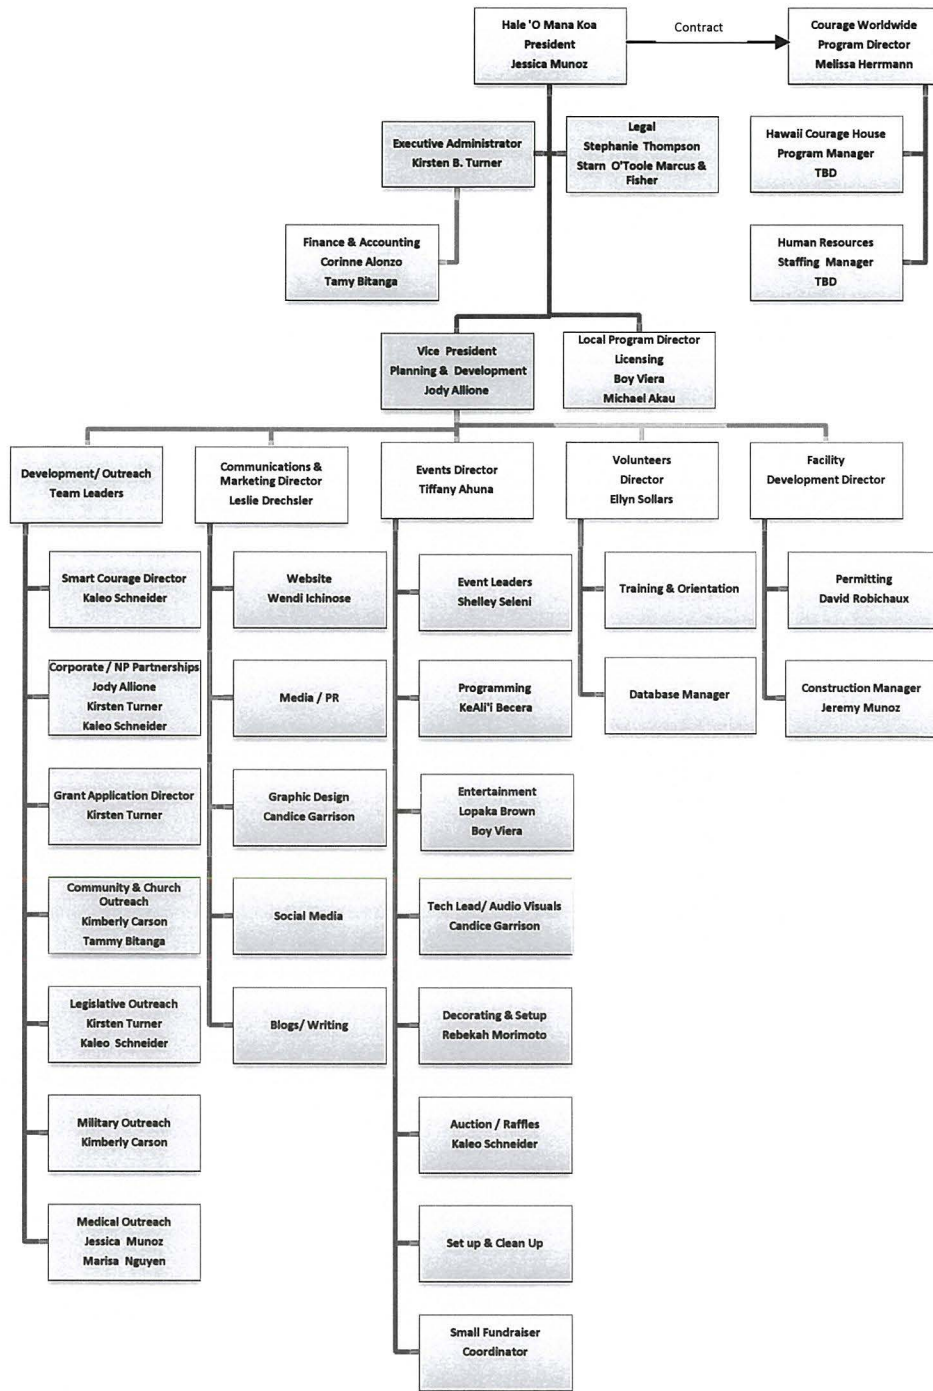 Hale 'O Mana Koa
President
Jessica Munoz
Contract
Courage Worldwide
Program Director
Melissa Herrmann
Executive Administrator
Kirsten B. Turner
Legal
Stephanie Thompson
Starn O'Toole Marcus &
Fisher
Hawaii Courage House
Program Manager
TBD
Finance & Accounting
Corinne Alonzo
Tamy Bitanga
Human Resources
Staffing Manager
TBD
Vice President
Planning & Development
Jody Allione
Local Program Director
Licensing
Boy Viera
Michael Akau
Development/ Outreach
Team Leaders
Communications &
Marketing Director
Leslie Drechsler
Events Director
Tiffany Ahuna
Volunteers
Director
Ellyn Sollars
Facility
Development Director
Smart Courage Director
Kaleo Schneider
Corporate / NP Partnerships
Jody Allione
Kirsten Turner
Kaleo Schneider
Grant Application Director
Kirsten Turner
Community & Church
Outreach
Kimberly Carson
Tammy Bitanga
Legislative Outreach
Kirsten Turner
Kaleo Schneider
Military Outreach
Kimberly Carson
Medical Outreach
Jessica Munoz
Marisa Nguyen
Website
Wendi Ichinose
Media / PR
Graphic Design
Candice Garrison
Social Media
Blogs/ Writing
Event Leaders
Shelley Seleni
Programming
KeAli'i Becera
Entertainment
Lopaka Brown
Boy Viera
Tech Lead/ Audio Visuals
Candice Garrison
Decorating & Setup
Rebekah Morimoto
Auction / Raffles
Kaleo Schneider
Set up & Clean Up
Small Fundraiser
Coordinator
Training & Orientation
Database Manager
Permitting
David Robichaux
Construction Manager
Jeremy Munoz